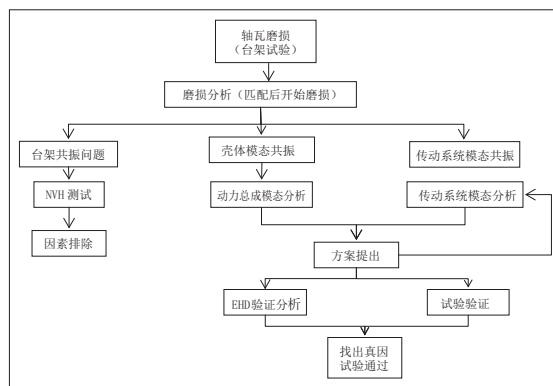 轴瓦磨损
（台架试验）
磨损分析（匹配后开始磨损）
台架共振问题
壳体模态共振
传动系统模态共振
NVH 测试
动力总成模态分析
传动系统模态分析
因素排除
方案提出
EHD验证分析
试验验证
找出真因
试验通过